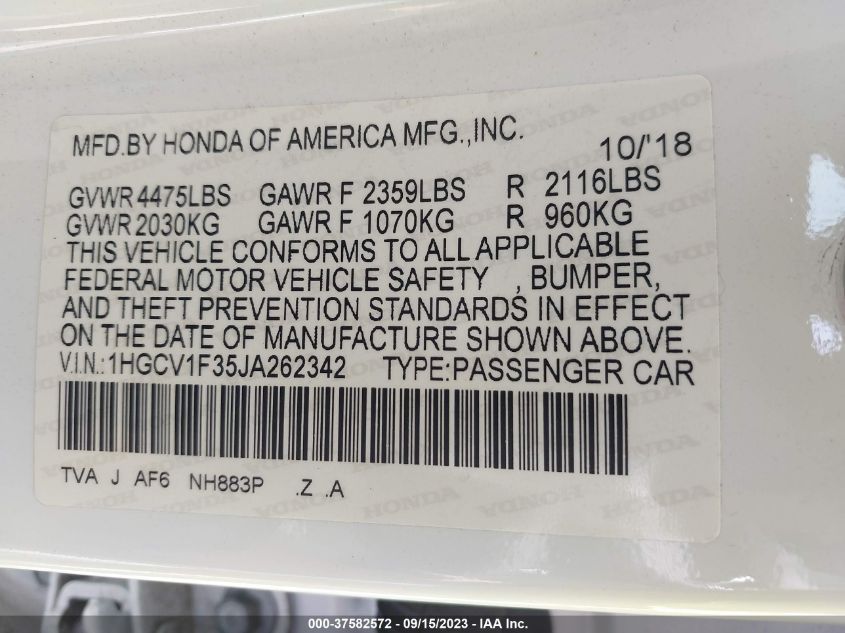 MFD.BY HONDA OF AMERICA MFG.,INC. 10/'18
GVWR 4475LBS GAWR F 2359LBS R 2116LBS
GVWR 2030KG GAWR F 1070KG R 960KG
THIS VEHICLE CONFORMS TO ALL APPLICABLE
FEDERAL MOTOR VEHICLE SAFETY , BUMPER,
AND THEFT PREVENTION STANDARDS IN EFFECT
ON THE DATE OF MANUFACTURE SHOWN ABOVE.
V.I.N.:1HGCV1F35JA262342 TYPE:PASSENGER CAR
TVA J AF6 NH883P .Z .A
000-37582572 - 09/15/2023 - IAA Inc.